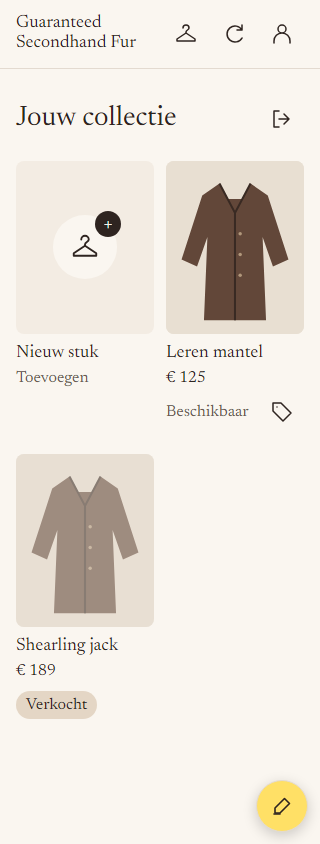 Guaranteed
Secondhand Fur
Jouw collectie
Nieuw stuk
Toevoegen
Leren mantel
€ 125
Beschikbaar
Shearling jack
€ 189
Verkocht